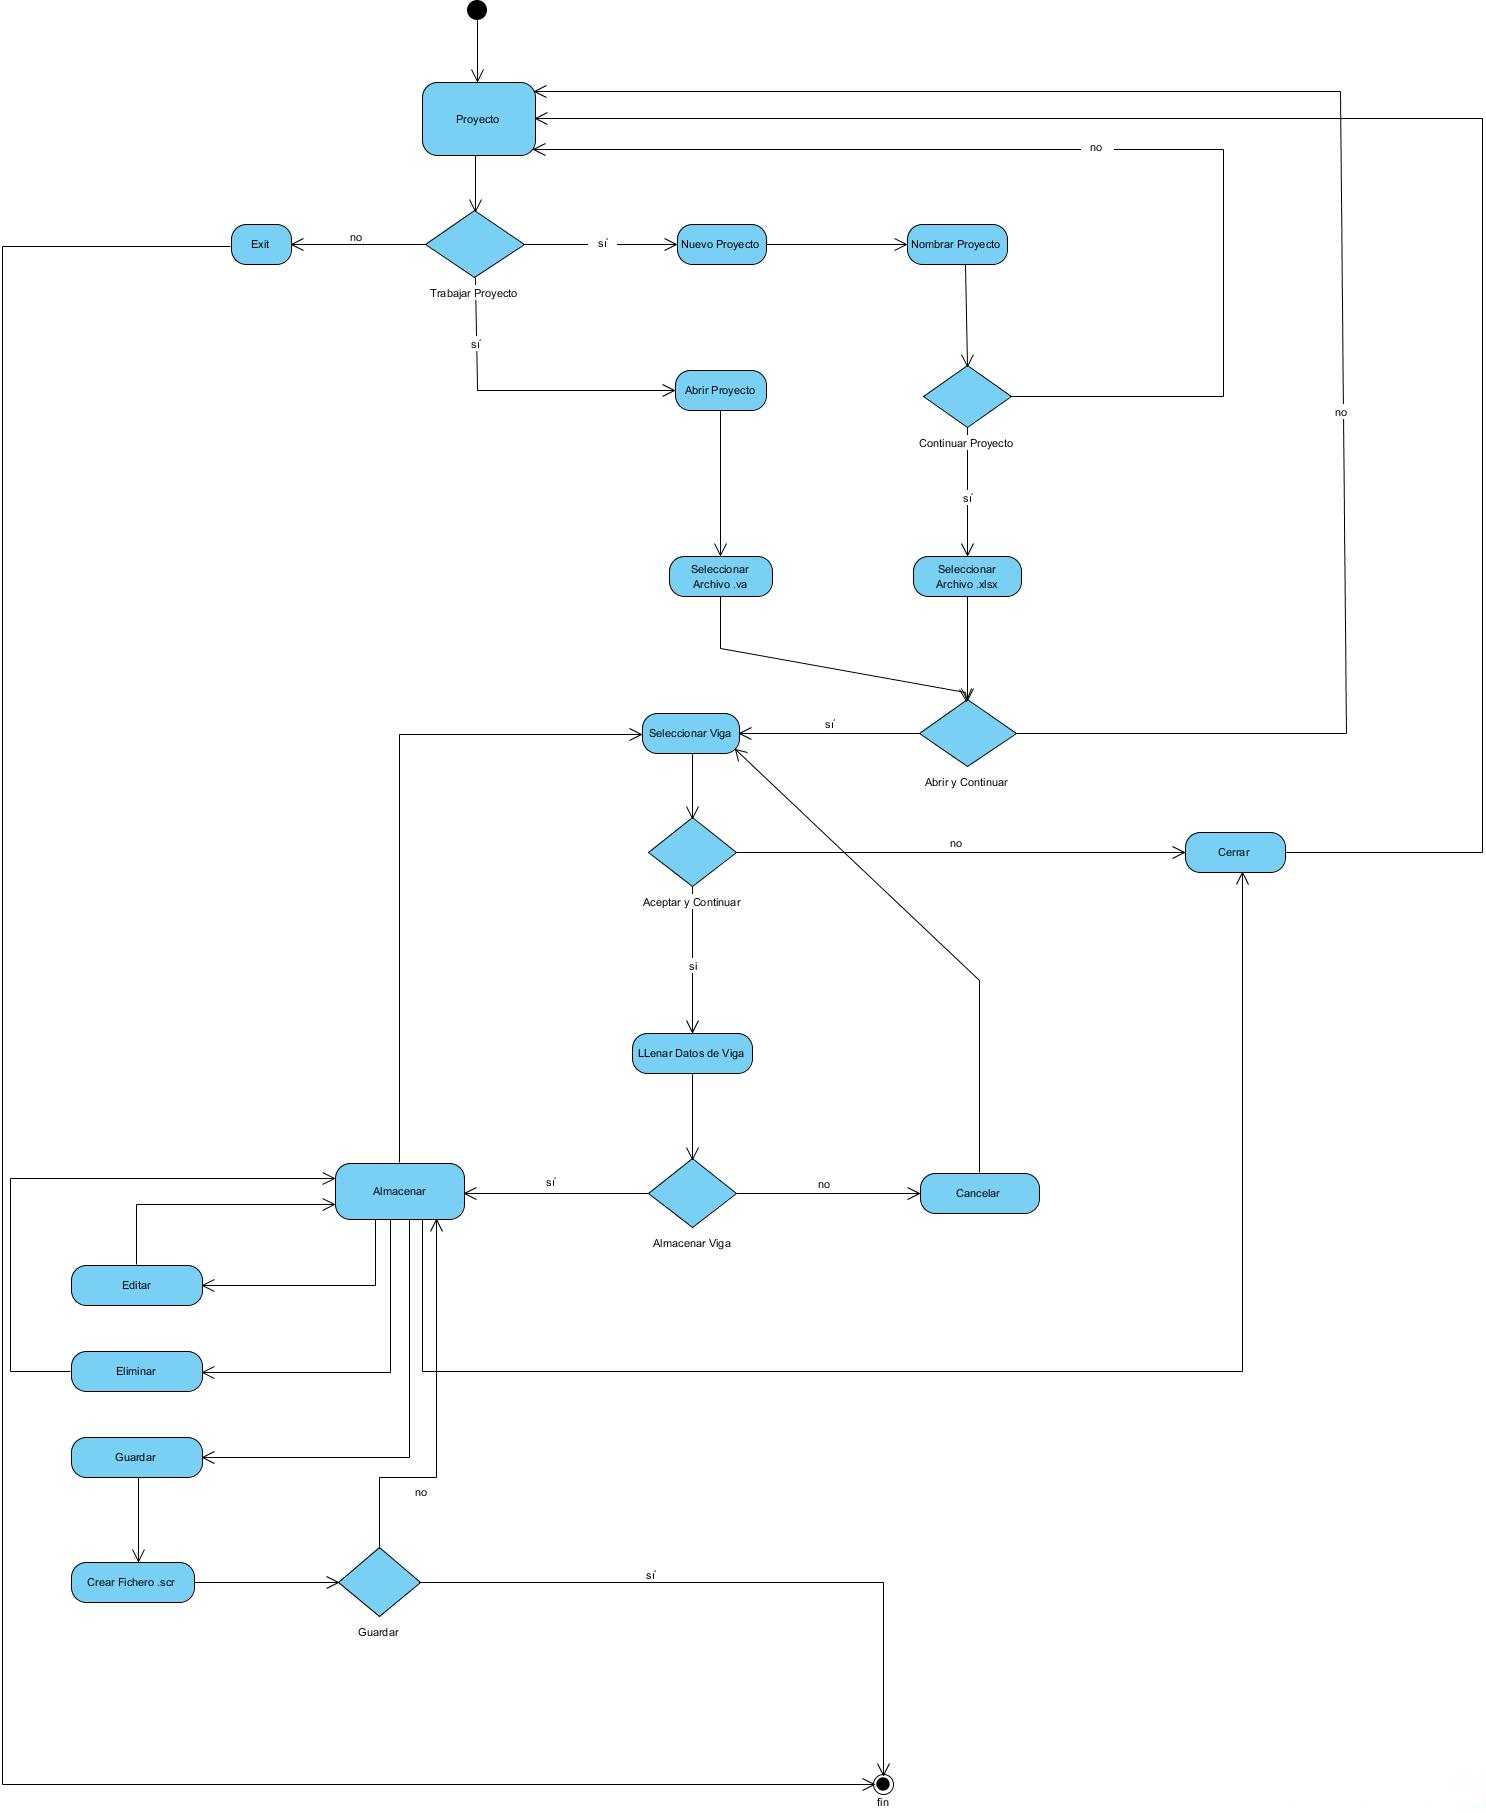 Proyecto
no
Exit
no
sí
Nuevo Proyecto
Nombrar Proyecto
Trabajar Proyecto
sí
Abrir Proyecto
no
Continuar Proyecto
sí
Seleccionar
Archivo .va
Seleccionar
Archivo .xlsx
Seleccionar Viga
sí
Abrir y Continuar
no
Cerrar
Aceptar y Continuar
si
LLenar Datos de Viga
Almacenar
sí
no
Cancelar
Almacenar Viga
Editar
Eliminar
Guardar
no
Crear Fichero .scr
sí
Guardar
fin